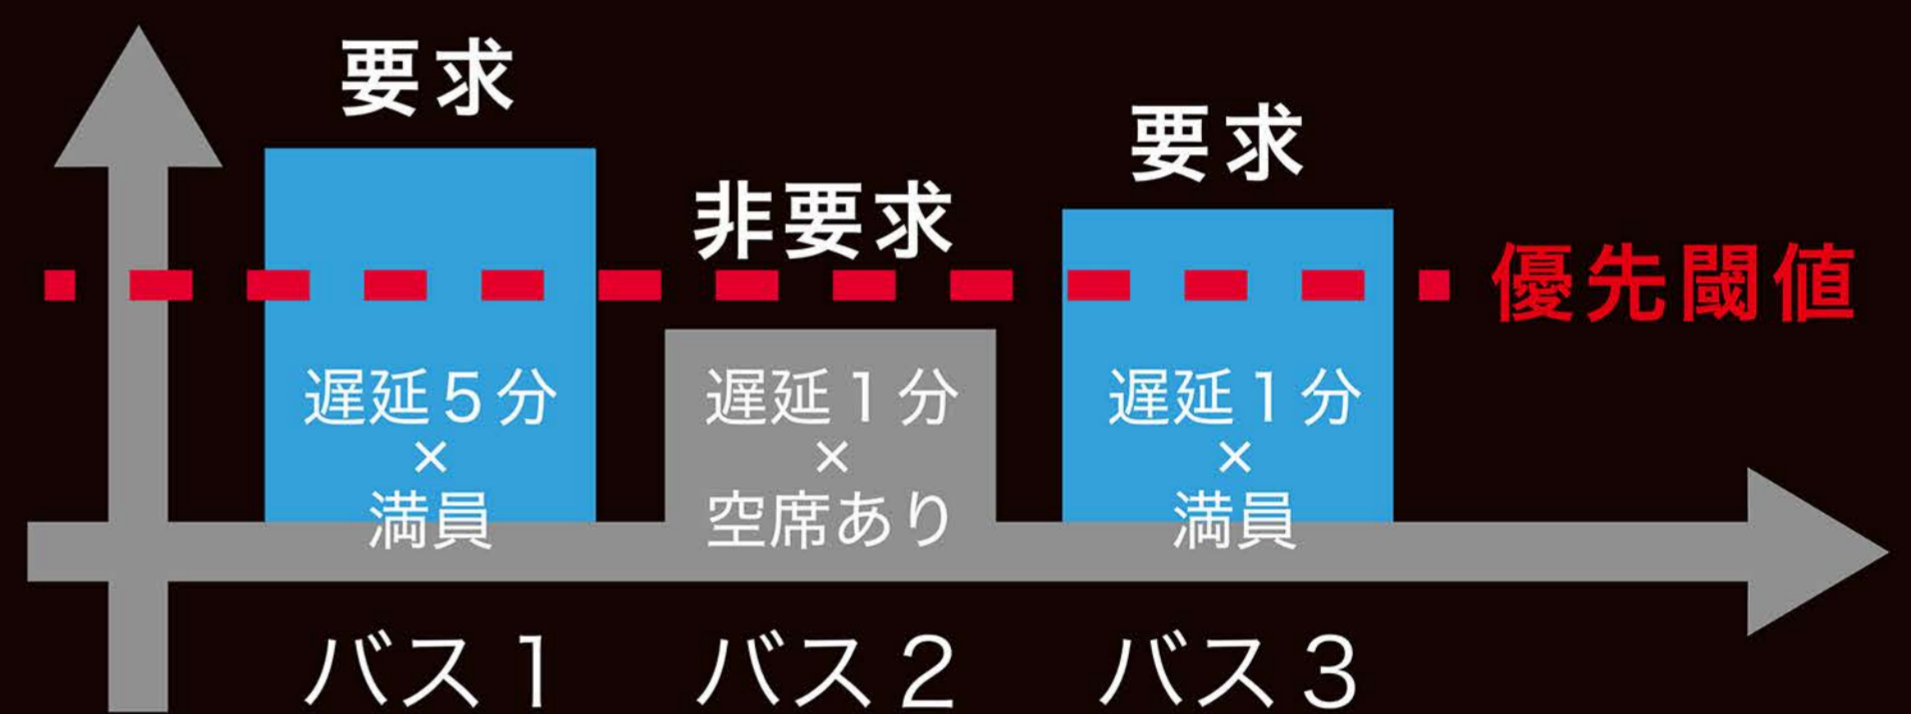 要求
遅延5分
×
満員
バス1
非要求
遅延1分
×
空席あり
バス2
要求
遅延1分
×
満員
バス3
優先閾値